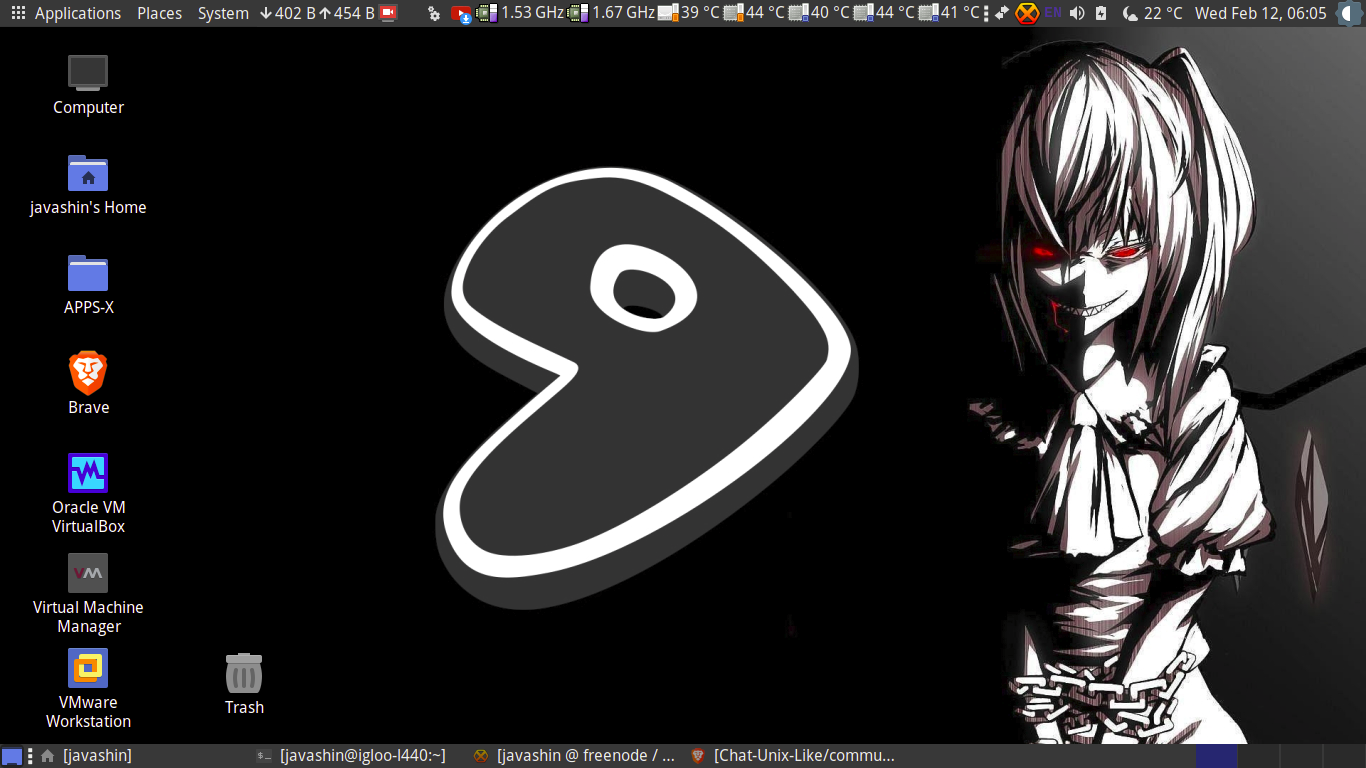 Applications Places System 402 B 454 B 1.53 GHz 1.67 GHz 39 °C 44 °C 40 °C 44 °C 41 °C EN 22 °C Wed Feb 12, 06:05
Computer
javashin's Home
APPS-X
Brave
Oracle VM
VirtualBox
Virtual Machine
Manager
VMware
Workstation
Trash
[javashin] [javashin@igloo-l440:~] [javashin @ freenode / ... [Chat-Unix-Like/commu...